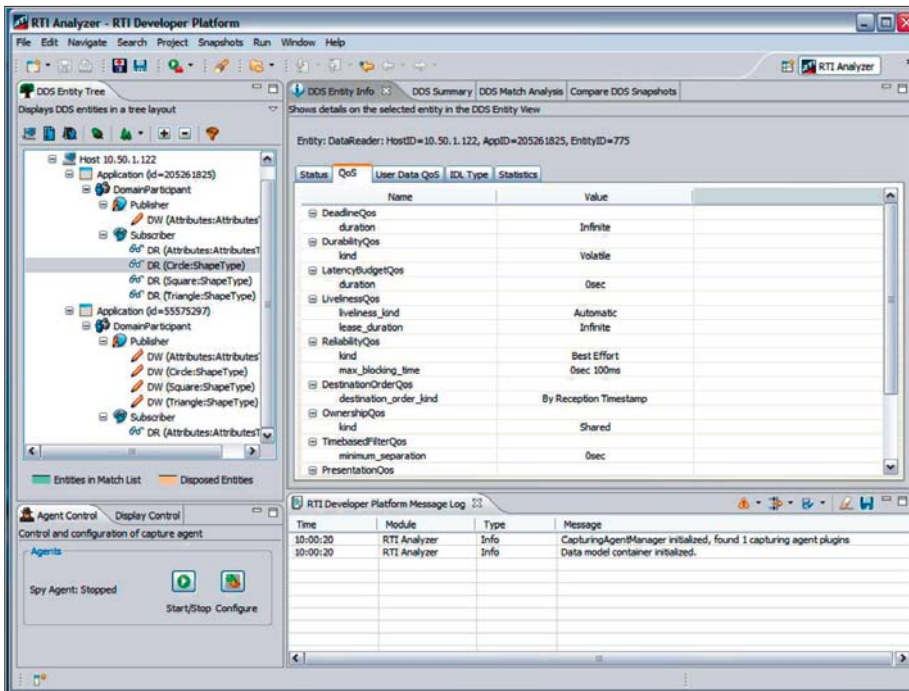 RTI Analyzer - RTI Developer Platform
File Edit Navigate Search Project Snapshots Run Window Help
RTI Analyzer
DDS Entity Tree
Displays DDS entities in a tree layout
Host 10.50.1.122
Application (id=205261825)
DomainParticipant
Publisher
DW (Attributes:Attributes
Subscriber
DR (Attributes:AttributesT
DR (Circle:ShapeType)
DR (Square:ShapeType)
DR (Triangle:ShapeType)
Application (id=55575297)
DomainParticipant
Publisher
DW (Attributes:Attributes
DW (Circle:ShapeType)
DW (Square:ShapeType)
DW (Triangle:ShapeType)
Subscriber
DR (Attributes:AttributesT
Entities in Match List Disposed Entities
DDS Entity Info DDS Summary DDS Match Analysis Compare DDS Snapshots
Shows details on the selected entity in the DDS Entity View
Entity: DataReader: HostID=10.50.1.122, AppID=205261825, EntityID=775
Status QoS User Data QoS IDL Type Statistics
Name Value
DeadlineQos
duration Infinite
DurabilityQos
kind Volatile
LatencyBudgetQos
duration 0sec
LivelinessQos
liveliness_kind Automatic
lease_duration Infinite
ReliabilityQos
kind Best Effort
max_blocking_time 0sec 100ms
DestinationOrderQos
destination_order_kind By Reception Timestamp
OwnershipQos
kind Shared
TimebasedFilterQos
minimum_separation 0sec
PresentationQos
Agent Control Display Control
Control and configuration of capture agent
Agents
Spy Agent: Stopped
Start/Stop Configure
RTI Developer Platform Message Log
Time Module Type Message
10:00:20 RTI Analyzer Info CapturingAgentManager initialized, found 1 capturing agent plugins
10:00:20 RTI Analyzer Info Data model container initialized.